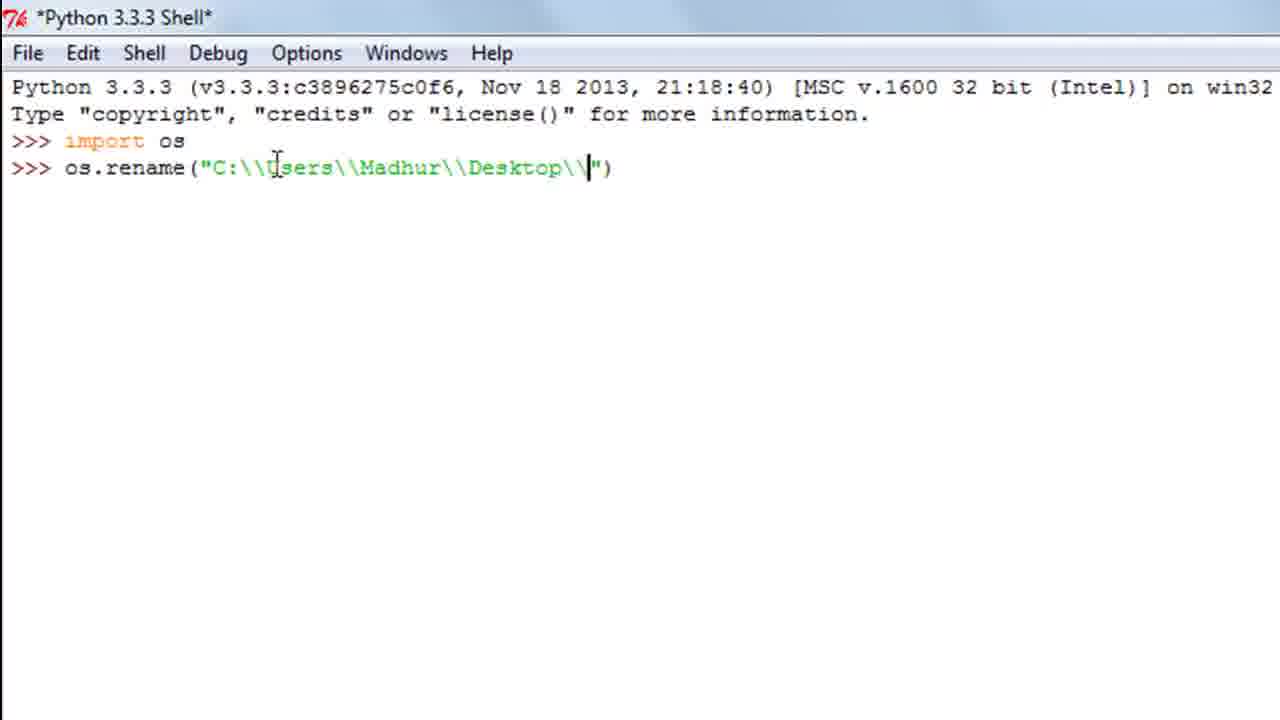 *Python 3.3.3 Shell*
File Edit Shell Debug Options Windows Help
Python 3.3.3 (v3.3.3:c3896275c0f6, Nov 18 2013, 21:18:40) [MSC v.1600 32 bit (Intel)] on win32
Type "copyright", "credits" or "license()" for more information.
>>> import os
>>> os.rename("C:\\Users\\Madhur\\Desktop\\")